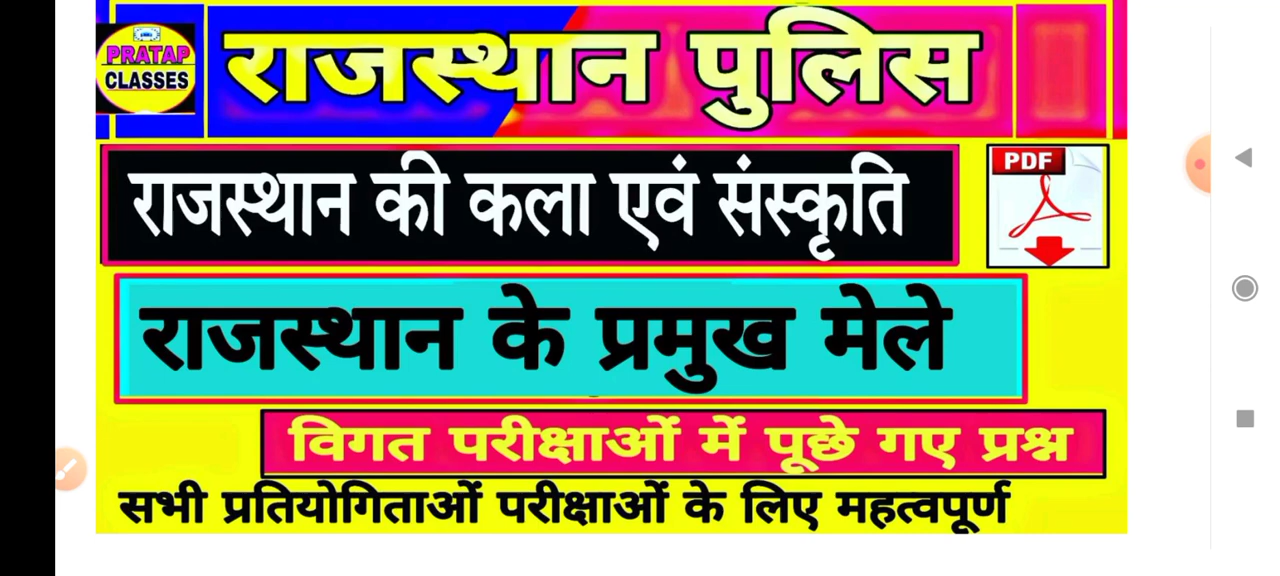 PRATAP
CLASSES
राजस्थान पुलिस
राजस्थान की कला एवं संस्कृति
PDF
राजस्थान के प्रमुख मेले
विगत परीक्षाओं में पूछे गए प्रश्न
सभी प्रतियोगिताओं परीक्षाओं के लिए महत्वपूर्ण